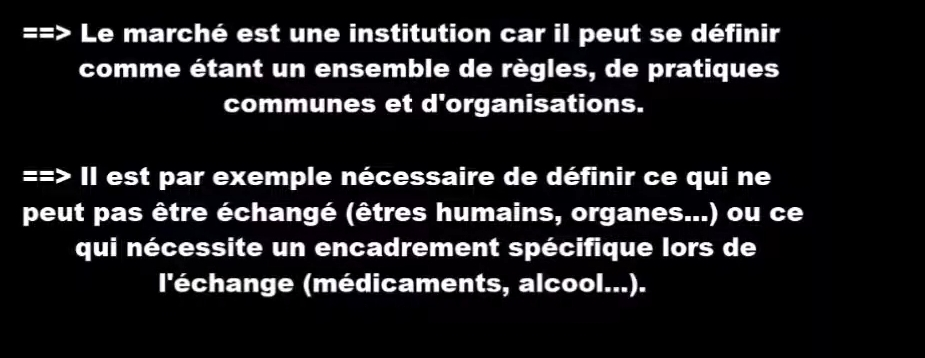 ==> Le marché est une institution car il peut se définir
comme étant un ensemble de règles, de pratiques
communes et d'organisations.
==> Il est par exemple nécessaire de définir ce qui ne
peut pas être échangé (êtres humains, organes...) ou ce
qui nécessite un encadrement spécifique lors de
l'échange (médicaments, alcool...).